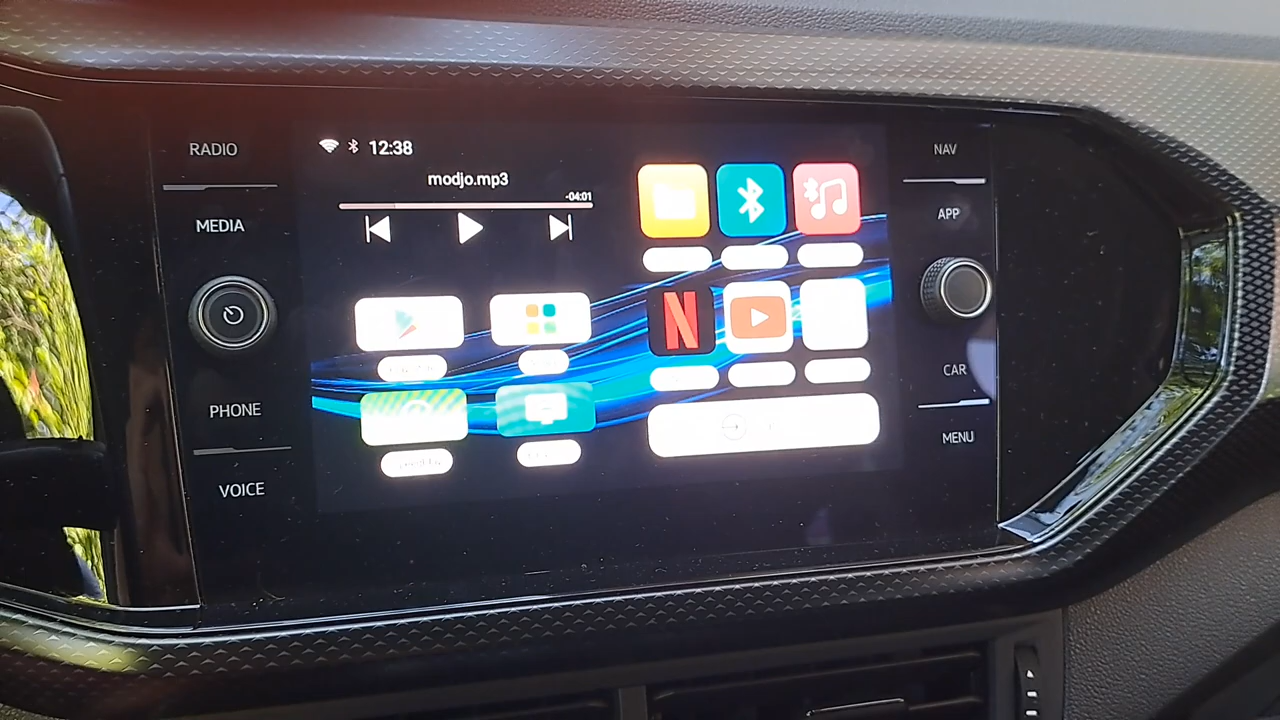 RADIO
MEDIA
PHONE
VOICE
12:38
modjo.mp3
-04:01
N
NAV
APP
CAR
MENU